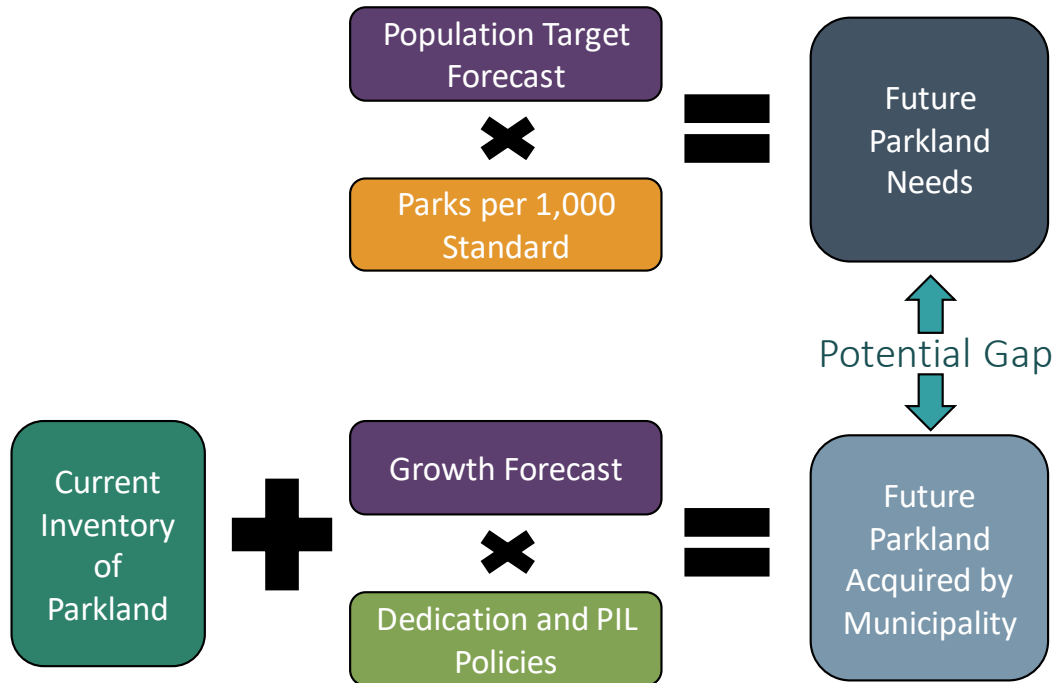 Population Target
Forecast
Parks per 1,000
Standard
Future
Parkland
Needs
Potential Gap
Current
Inventory
of
Parkland
Growth Forecast
Dedication and PIL
Policies
Future
Parkland
Acquired by
Municipality